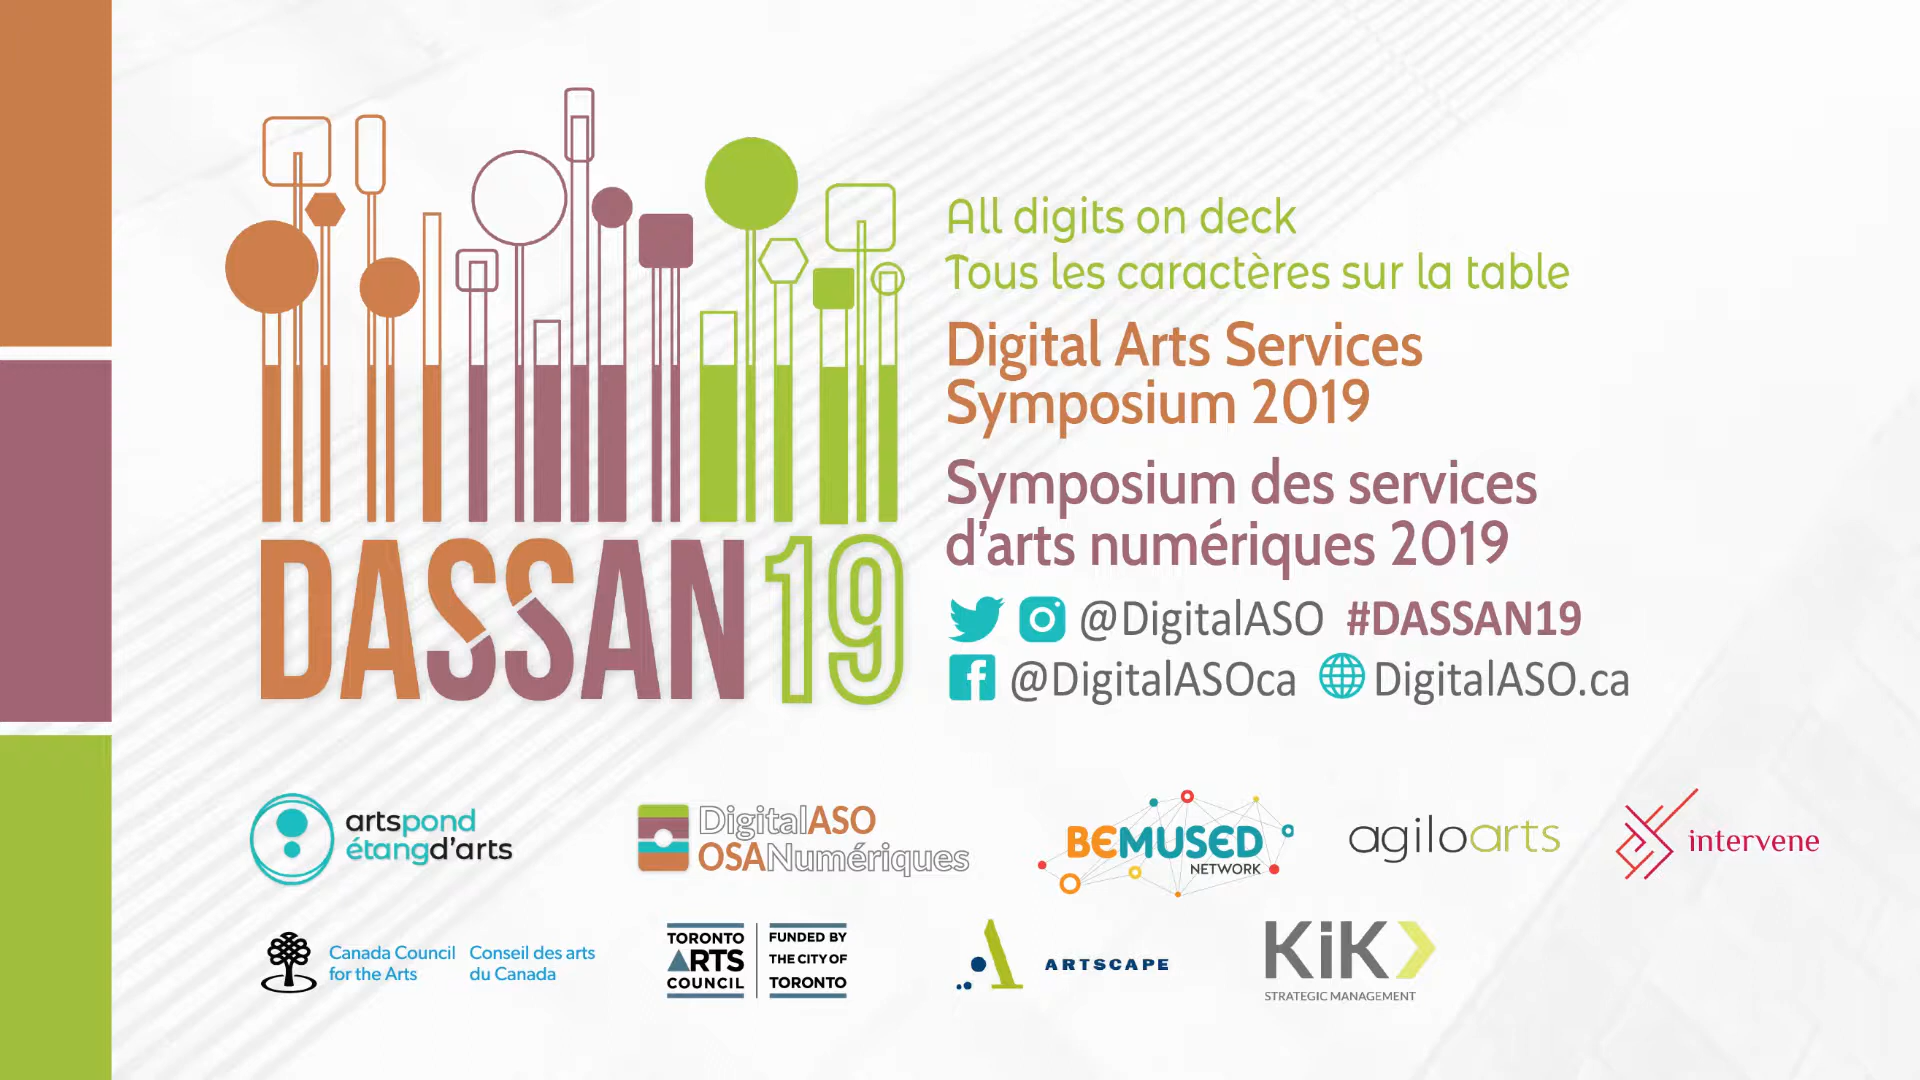 All digits on deck
Tous les caractères sur la table
Digital Arts Services
Symposium 2019
Symposium des services
d'arts numériques 2019
@DigitalASO #DASSAN19
@DigitalASOca DigitalASO.ca
DASSAN 19
artspond
étangd'arts
DigitalASO
OSANumériques
BEMUSED
NETWORK
agiloarts
intervene
Canada Council
for the Arts
Conseil des arts
du Canada
TORONTO
ARTS
COUNCIL
FUNDED BY
THE CITY OF
TORONTO
ARTSCAPE
KiK
STRATEGIC MANAGEMENT